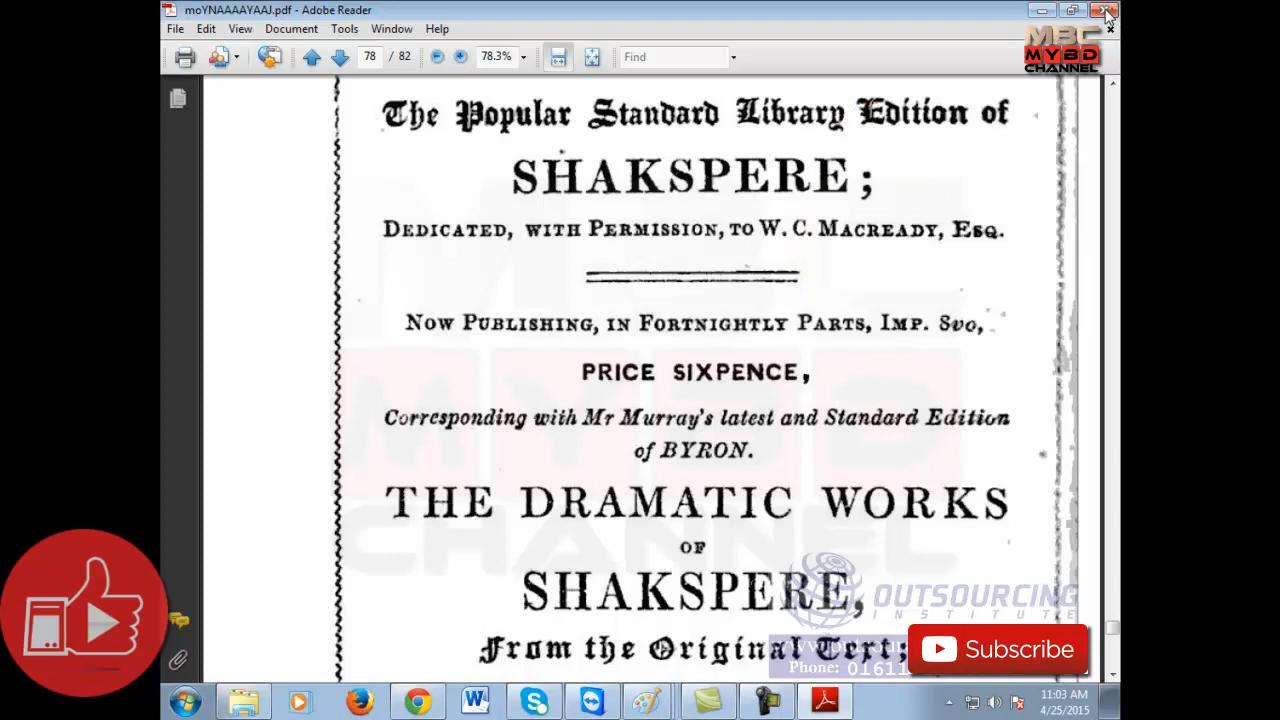 moYNAAAAYAAJ.pdf - Adobe Reader
File Edit View Document Tools Window Help
78 / 82 78.3% Find
MBC
MYBD
CHANNEL
The Popular Standard Library Edition of
SHAKSPERE;
DEDICATED, WITH PERMISSION, TO W. C. MACREADY, ESQ.
NOW PUBLISHING, IN FORTNIGHTLY PARTS, IMP. 8vo,
PRICE SIXPENCE,
Corresponding with Mr Murray's latest and Standard Edition
of BYRON.
THE DRAMATIC WORKS
OF
SHAKSPERE,
From the Original Text;
OUTSOURCING
INSTITUTE
Phone: 01611
Subscribe
11:03 AM
4/25/2015